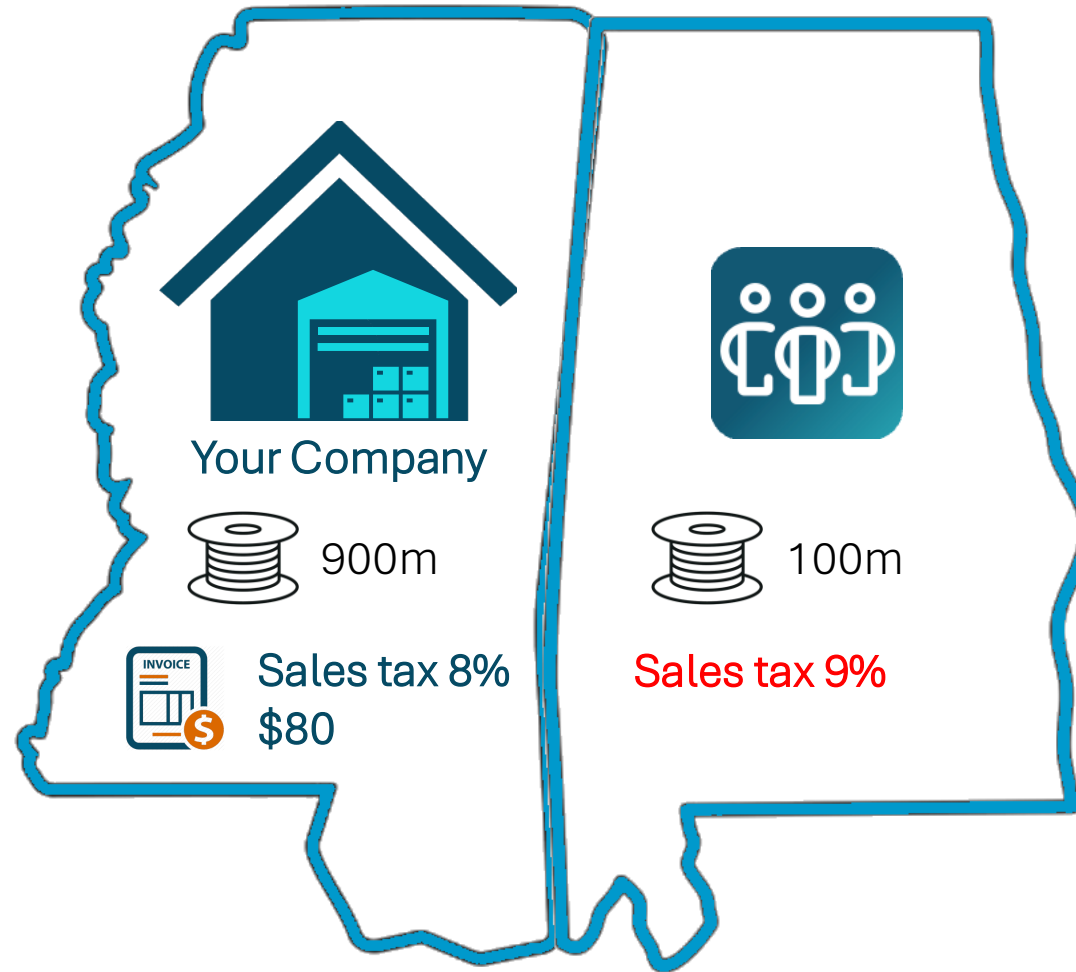 Your Company
900m
100m
INVOICE
$
Sales tax 8%
$80
Sales tax 9%